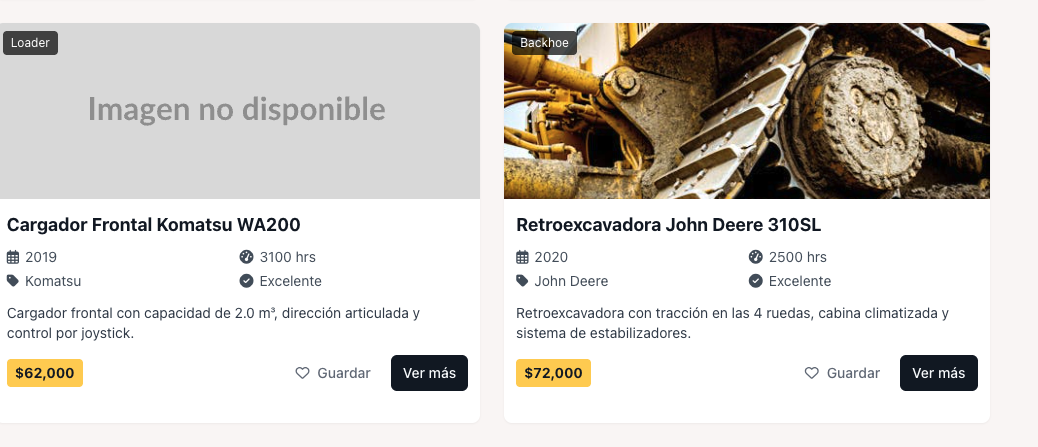 Loader
Imagen no disponible
Cargador Frontal Komatsu WA200
2019
3100 hrs
Komatsu
Excelente
Cargador frontal con capacidad de 2.0 m³, dirección articulada y
control por joystick.
$62,000
Guardar
Ver más
Backhoe
Retroexcavadora John Deere 310SL
2020
2500 hrs
John Deere
Excelente
Retroexcavadora con tracción en las 4 ruedas, cabina climatizada y
sistema de estabilizadores.
$72,000
Guardar
Ver más